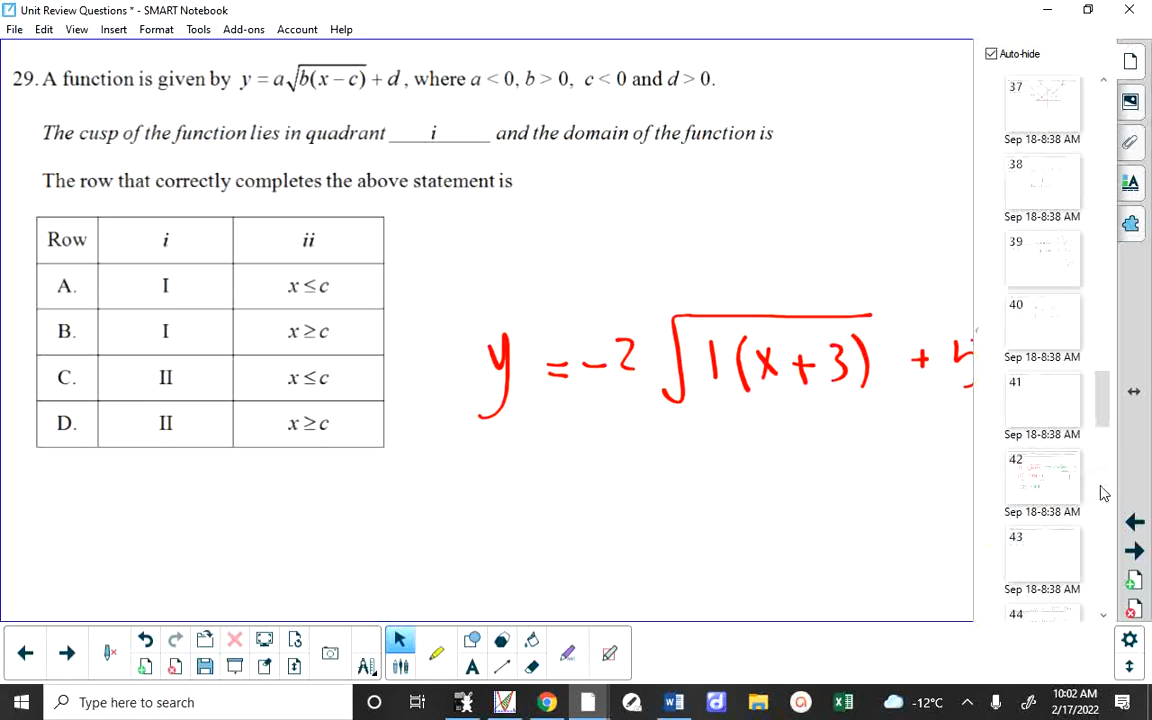 Unit Review Questions * - SMART Notebook
File Edit View Insert Format Tools Add-ons Account Help
29. A function is given by y = a√b(x − c) + d, where a < 0, b > 0, c < 0 and d > 0.
The cusp of the function lies in quadrant ____i____ and the domain of the function is
The row that correctly completes the above statement is
Row i ii
A. I x ≤ c
B. I x ≥ c
C. II x ≤ c
D. II x ≥ c
y = -2 √1(x+3) + 5
Auto-hide
37
Sep 18-8:38 AM
38
Sep 18-8:38 AM
39
Sep 18-8:38 AM
40
Sep 18-8:38 AM
41
Sep 18-8:38 AM
42
Sep 18-8:38 AM
43
Sep 18-8:38 AM
44
Type here to search
-12°C
10:02 AM
2/17/2022